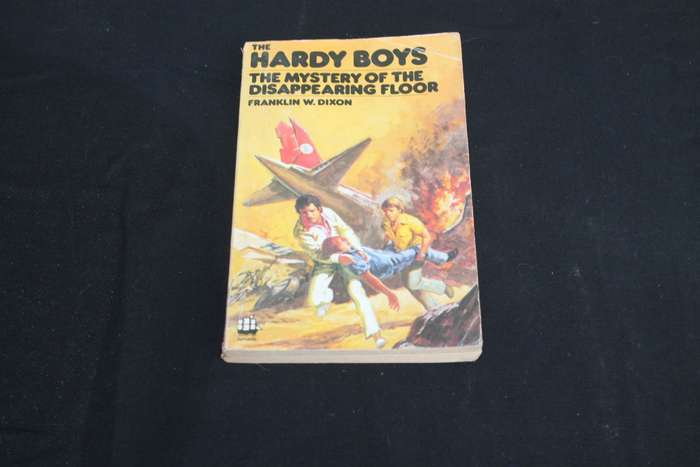 THE
HARDY BOYS
THE MYSTERY OF THE
DISAPPEARING FLOOR
FRANKLIN W. DIXON